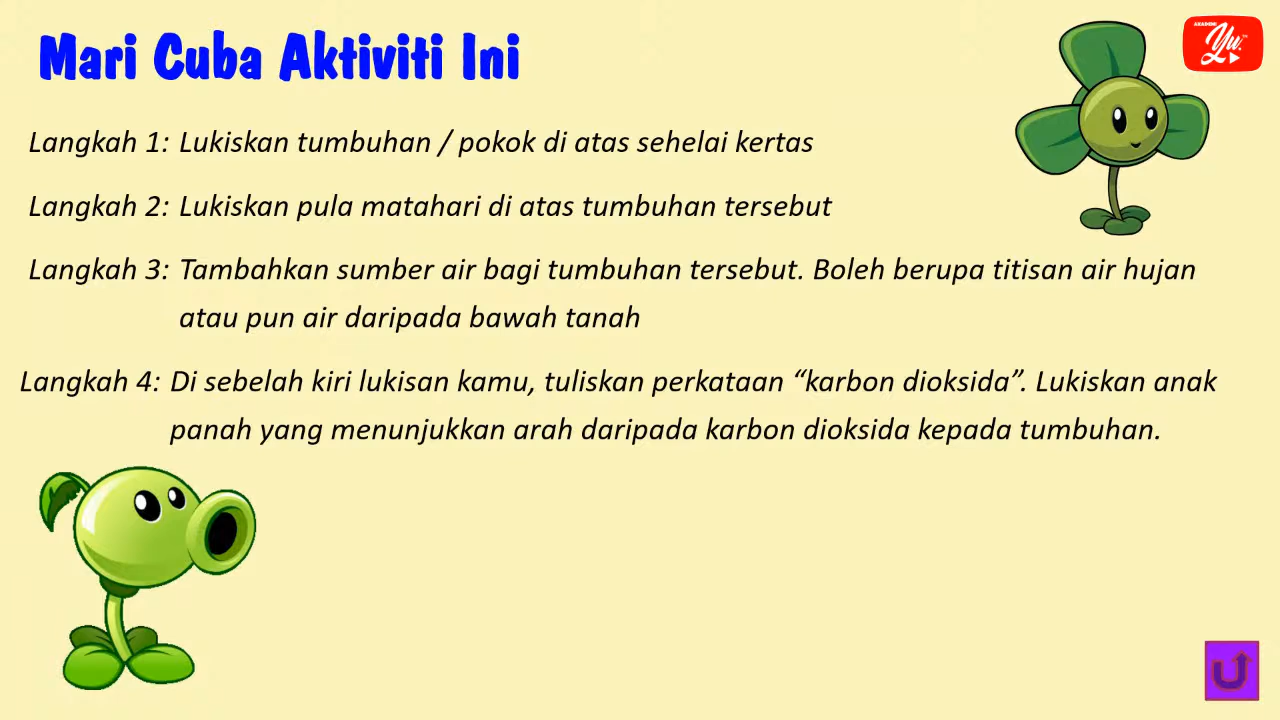 Mari Cuba Aktiviti Ini
AKADEMI
Yu.
Langkah 1: Lukiskan tumbuhan / pokok di atas sehelai kertas
Langkah 2: Lukiskan pula matahari di atas tumbuhan tersebut
Langkah 3: Tambahkan sumber air bagi tumbuhan tersebut. Boleh berupa titisan air hujan
atau pun air daripada bawah tanah
Langkah 4: Di sebelah kiri lukisan kamu, tuliskan perkataan “karbon dioksida”. Lukiskan anak
panah yang menunjukkan arah daripada karbon dioksida kepada tumbuhan.